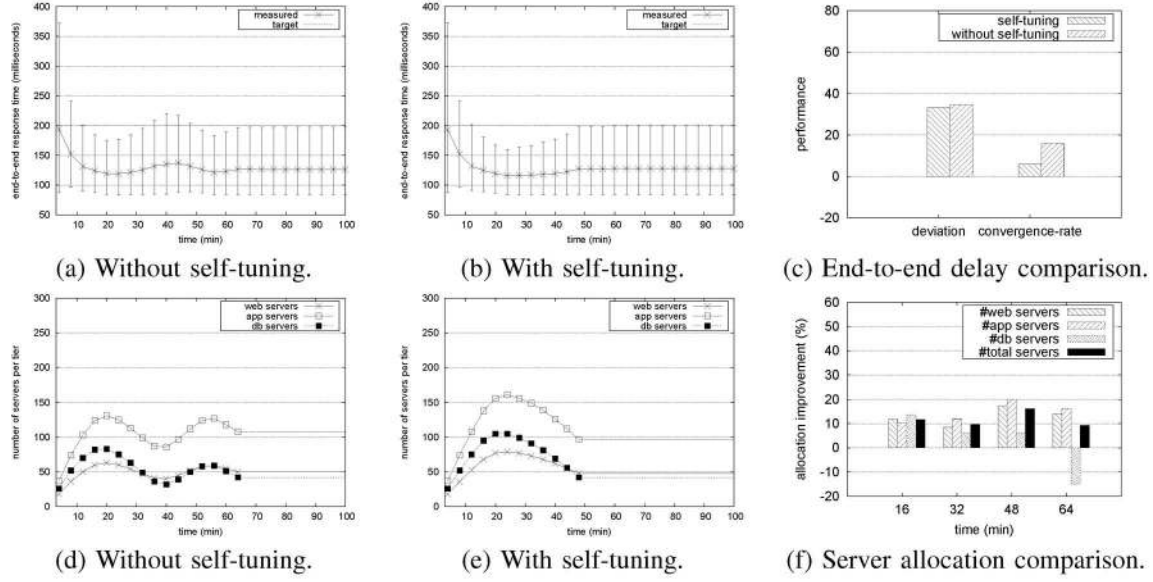 400
350
300
250
200
150
100
50
10 20 30 40 50 60 70 80 90 100
end-to-end response time (milliseconds)
time (min)
measured
target
(a) Without self-tuning.
400
350
300
250
200
150
100
50
10 20 30 40 50 60 70 80 90 100
end-to-end response time (milliseconds)
time (min)
measured
target
(b) With self-tuning.
80
60
40
20
0
-20
performance
self-tuning
without self-tuning
deviation convergence-rate
(c) End-to-end delay comparison.
300
250
200
150
100
50
0
10 20 30 40 50 60 70 80 90 100
number of servers per tier
time (min)
web servers
app servers
db servers
(d) Without self-tuning.
300
250
200
150
100
50
0
10 20 30 40 50 60 70 80 90 100
number of servers per tier
time (min)
web servers
app servers
db servers
(e) With self-tuning.
60
50
40
30
20
10
0
-10
-20
allocation improvement (%)
#web servers
#app servers
#db servers
#total servers
16 32 48 64
time (min)
(f) Server allocation comparison.